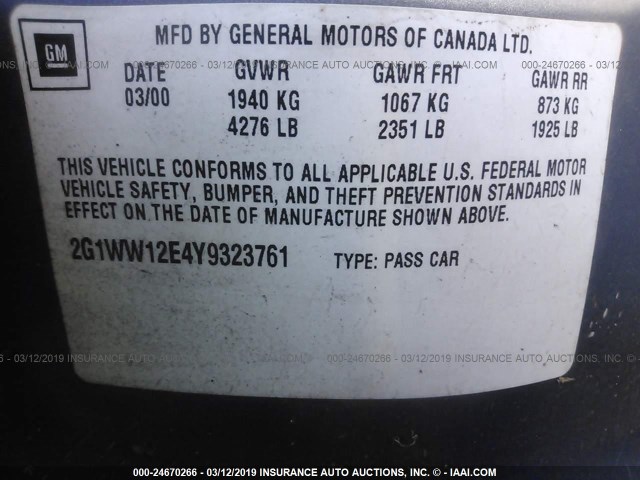 MFD BY GENERAL MOTORS OF CANADA LTD.
GM
DATE GVWR GAWR FRT GAWR RR
03/00 1940 KG 1067 KG 873 KG
4276 LB 2351 LB 1925 LB
THIS VEHICLE CONFORMS TO ALL APPLICABLE U.S. FEDERAL MOTOR
VEHICLE SAFETY, BUMPER, AND THEFT PREVENTION STANDARDS IN
EFFECT ON THE DATE OF MANUFACTURE SHOWN ABOVE.
2G1WW12E4Y9323761 TYPE: PASS CAR
000-24670266 - 03/12/2019 INSURANCE AUTO AUCTIONS, INC. © - IAAI.COM